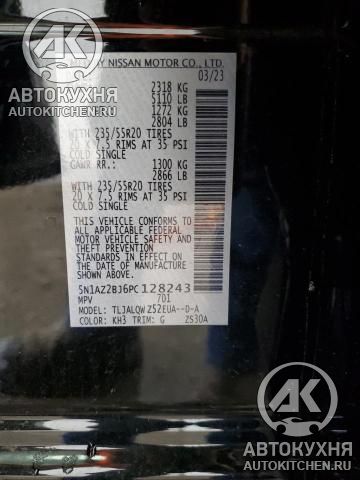 BY NISSAN MOTOR CO., LTD.
03/23
2318 KG
5110 LB
1272 KG
2804 LB
WITH 235/55R20 TIRES
20 X 7.5 RIMS AT 35 PSI
COLD SINGLE
GAWR RR.: 1300 KG
2866 LB
WITH 235/55R20 TIRES
20 X 7.5 RIMS AT 35 PSI
COLD SINGLE
THIS VEHICLE CONFORMS TO
ALL APPLICABLE FEDERAL
MOTOR VEHICLE SAFETY AND
THEFT PREVENTION
STANDARDS IN EFFECT
ON THE DATE OF
MANUFACTURE SHOWN
ABOVE.
5N1AZ2BJ6PC128243
MPV 701
MODEL: TLJALQWZ52EUA--D-A
COLOR: KH3 TRIM: G ZS30A
АВТОКУХНЯ
AUTOKITCHEN.RU
АВТОКУХНЯ
AUTOKITCHEN.RU